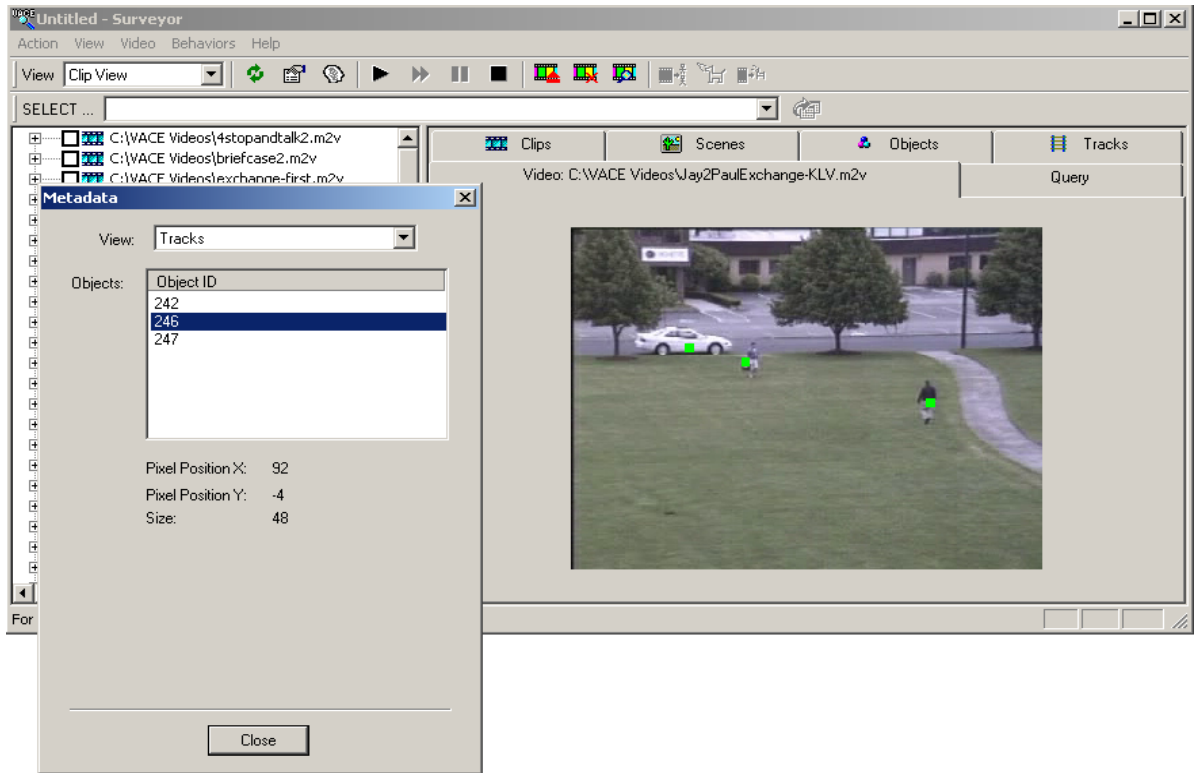 VACE Untitled - Surveyor
Action View Video Behaviors Help
View Clip View
SELECT ...
C:\VACE Videos\4stopandtalk2.m2v
C:\VACE Videos\briefcase2.m2v
C:\VACE Videos\exchange-first.m2v
Clips Scenes Objects Tracks
Video: C:\VACE Videos\Jay2PaulExchange-KLV.m2v Query
Metadata
View: Tracks
Objects: Object ID
242
246
247
Pixel Position X: 92
Pixel Position Y: -4
Size: 48
Close
For